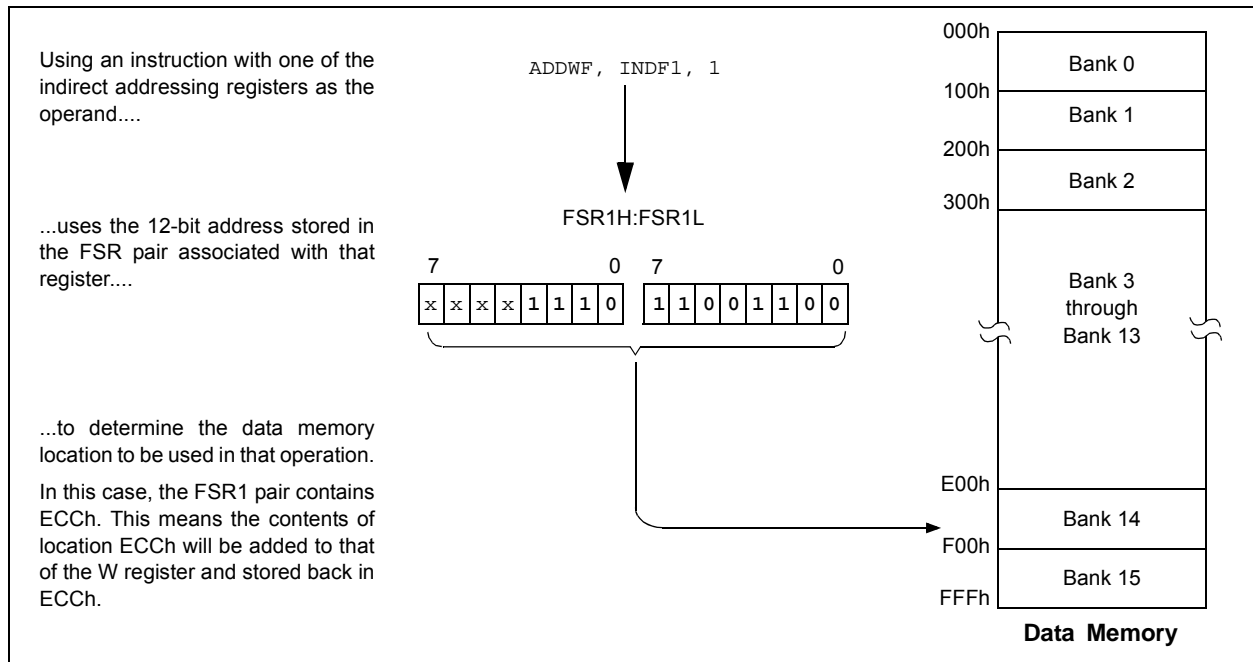 Using an instruction with one of the
indirect addressing registers as the
operand....
ADDWF, INDF1, 1
...uses the 12-bit address stored in
the FSR pair associated with that
register....
FSR1H:FSR1L
7 0 7 0
x x x x 1 1 1 0 1 1 0 0 1 1 0 0
...to determine the data memory
location to be used in that operation.
In this case, the FSR1 pair contains
ECCh. This means the contents of
location ECCh will be added to that
of the W register and stored back in
ECCh.
000h
Bank 0
100h
Bank 1
200h
Bank 2
300h
Bank 3
through
Bank 13
E00h
Bank 14
F00h
Bank 15
FFFh
Data Memory